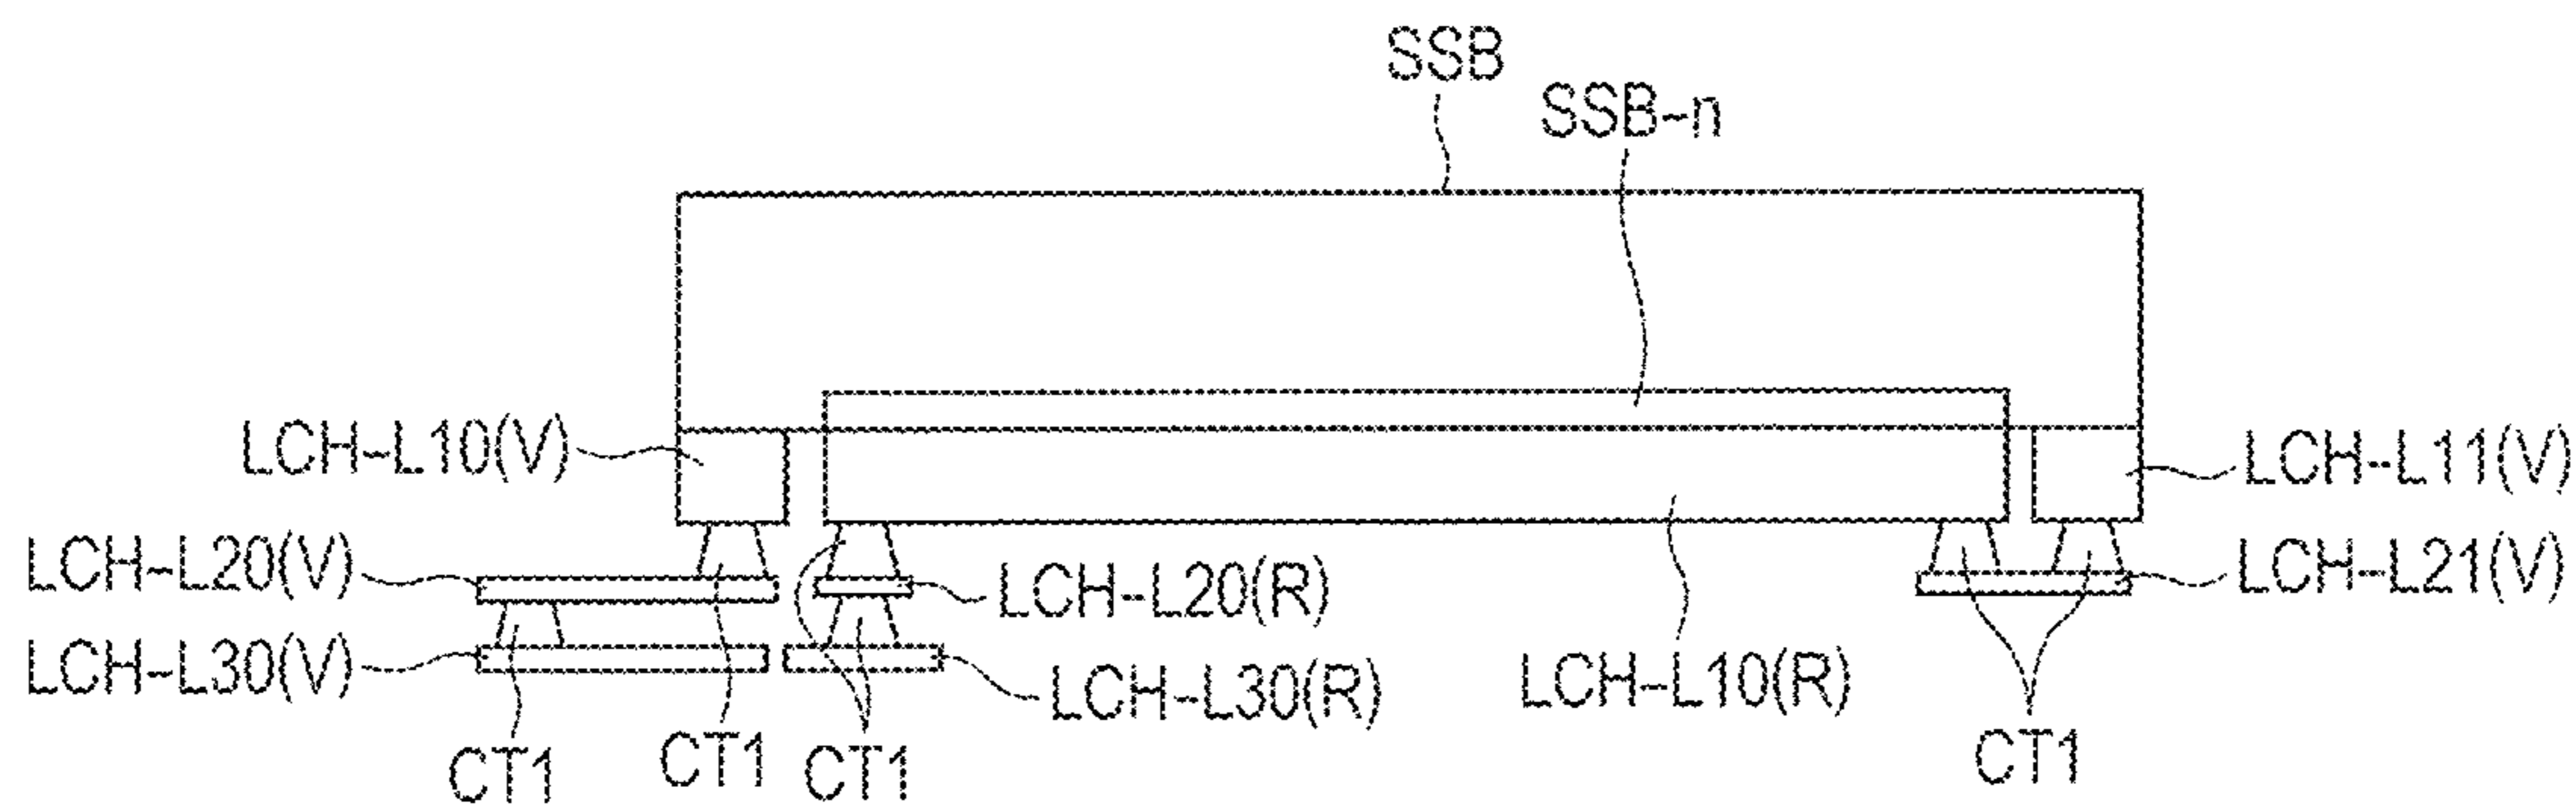 SSB
SSB-n
LCH-L10(V)
LCH-L11(V)
LCH-L20(V)
LCH-L20(R)
LCH-L21(V)
LCH-L30(V)
LCH-L30(R)
LCH-L10(R)
CT1
CT1
CT1
CT1